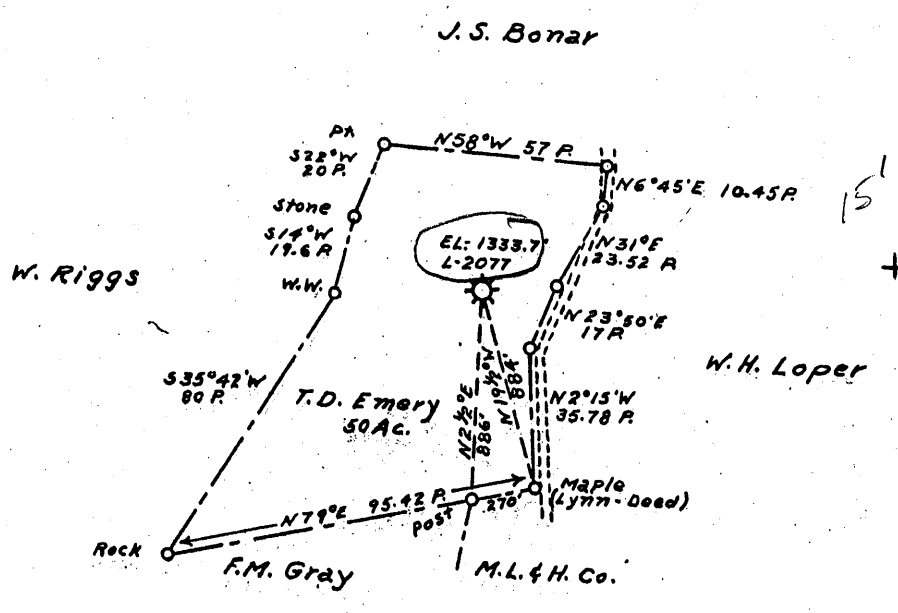 J.S. Bonar
Pt
S22°W
20 P.
N58°W 57 P.
N6°45'E 10.45 P.
15'
Stone
S14°W
19.6 P.
EL: 1333.7'
L-2077
N31°E
23.52 P.
W. Riggs
W.W.
N23°50'E
17 P.
W.H. Loper
S35°42'W
80 P.
T.D. Emery
50 Ac.
N2½°E
886'
N19½°W
884'
N2°15'W
35.78 P.
N79°E 95.42 P.
Post
270'
Maple
(Lynn-Deed)
Rock
F.M. Gray
M.L. & H. Co.